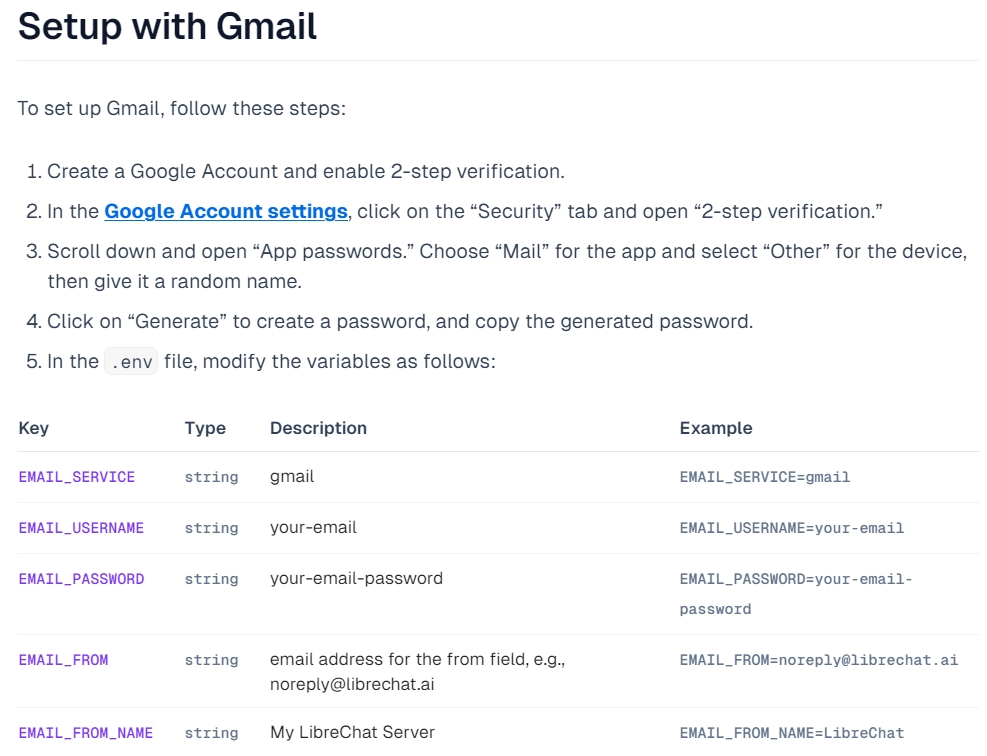 Setup with Gmail
To set up Gmail, follow these steps:
1. Create a Google Account and enable 2-step verification.
2. In the Google Account settings, click on the “Security” tab and open “2-step verification.”
3. Scroll down and open “App passwords.” Choose “Mail” for the app and select “Other” for the device,
then give it a random name.
4. Click on “Generate” to create a password, and copy the generated password.
5. In the .env file, modify the variables as follows:
Key Type Description Example
EMAIL_SERVICE string gmail EMAIL_SERVICE=gmail
EMAIL_USERNAME string your-email EMAIL_USERNAME=your-email
EMAIL_PASSWORD string your-email-password EMAIL_PASSWORD=your-email-
password
EMAIL_FROM string email address for the from field, e.g., EMAIL_FROM=noreply@librechat.ai
noreply@librechat.ai
EMAIL_FROM_NAME string My LibreChat Server EMAIL_FROM_NAME=LibreChat